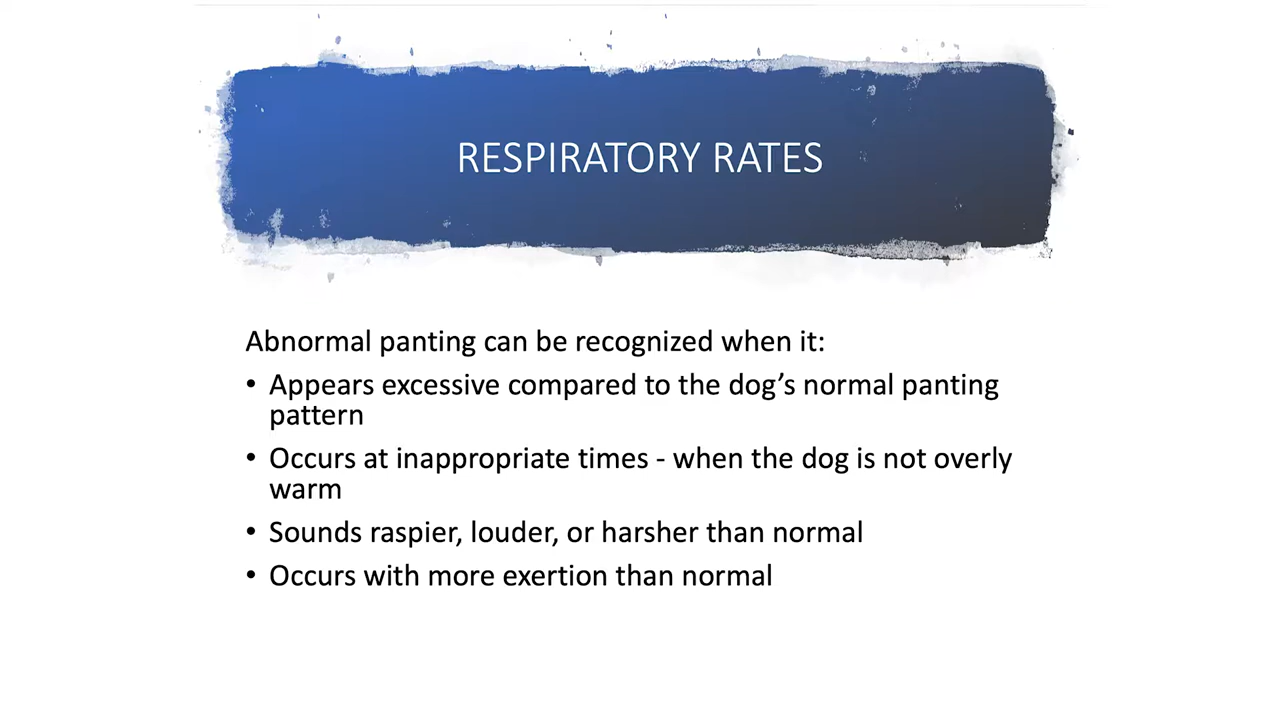 RESPIRATORY RATES
Abnormal panting can be recognized when it:
• Appears excessive compared to the dog’s normal panting
pattern
• Occurs at inappropriate times - when the dog is not overly
warm
• Sounds raspier, louder, or harsher than normal
• Occurs with more exertion than normal